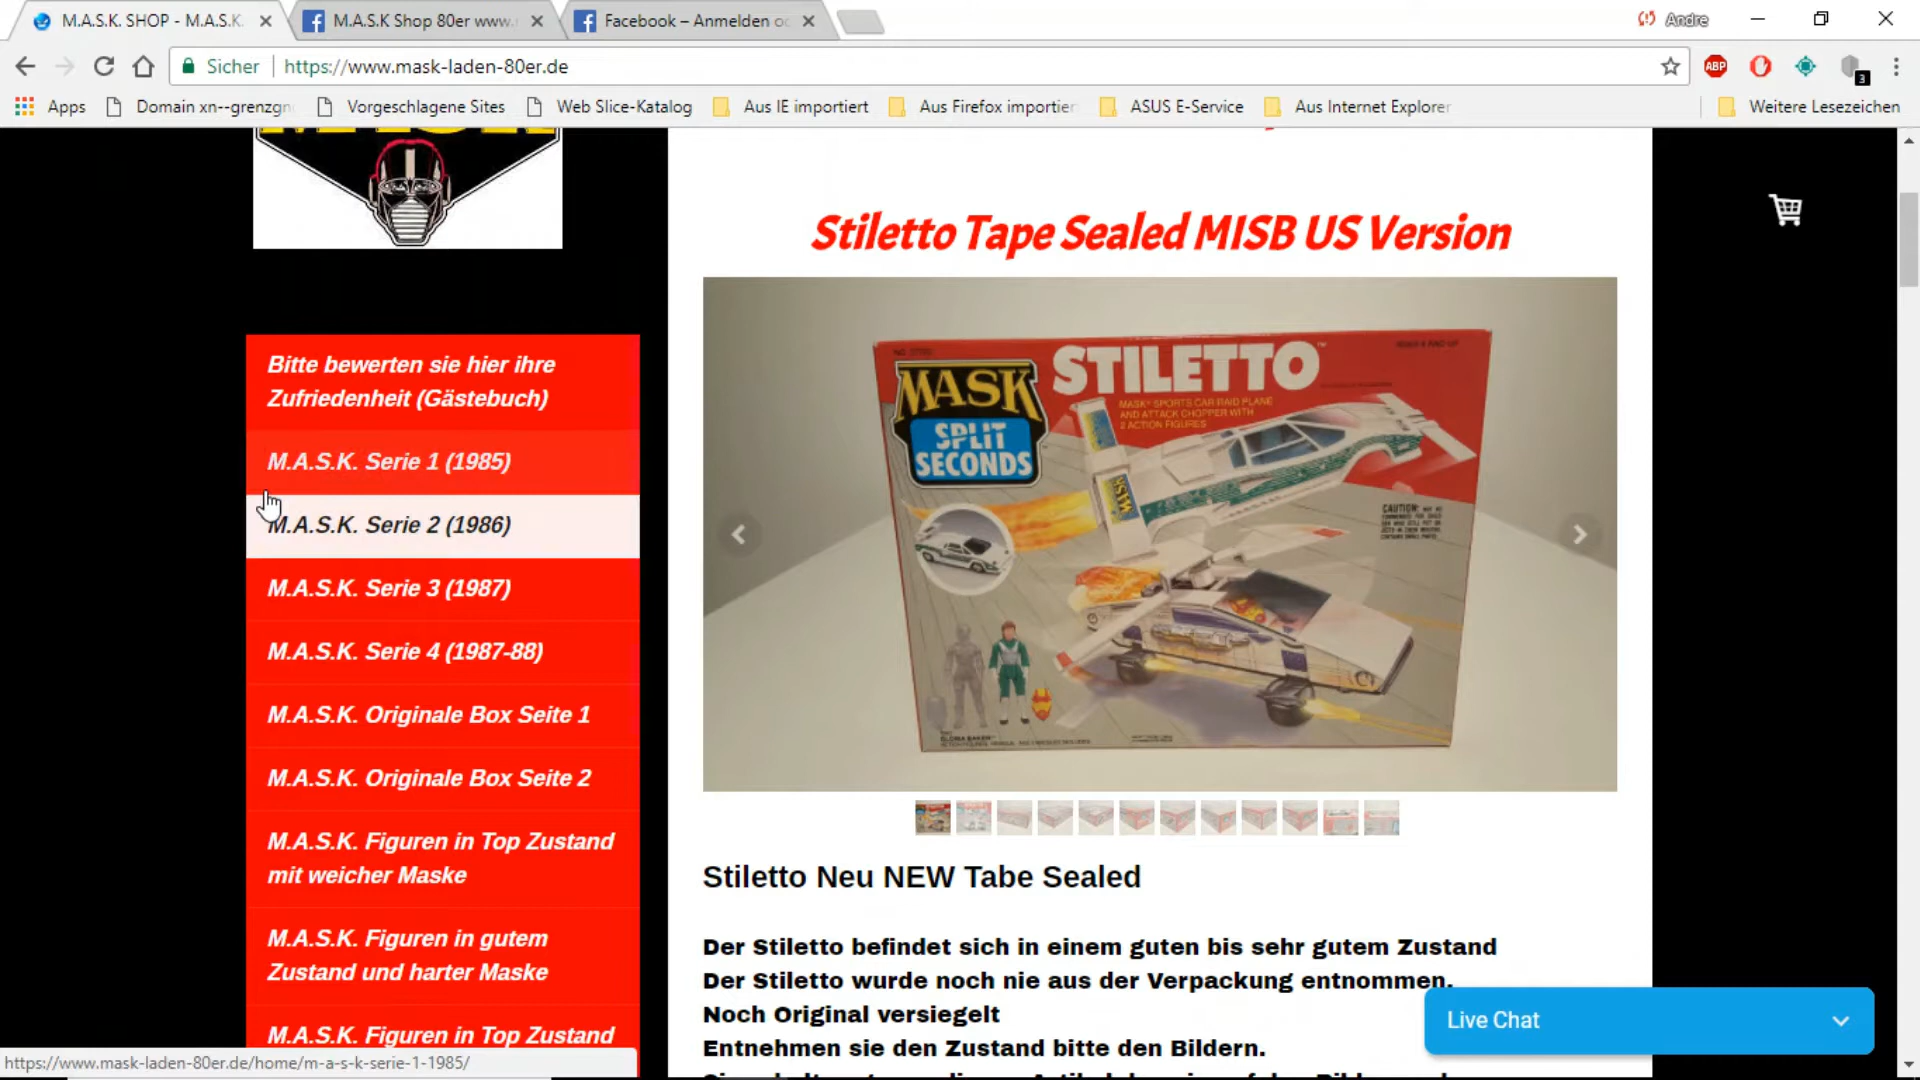 M.A.S.K. SHOP - M.A.S.K.
M.A.S.K Shop 80er www.
Facebook – Anmelden o
Andre
Sicher
https://www.mask-laden-80er.de
ABP
3
Apps
Domain xn--grenzgn
Vorgeschlagene Sites
Web Slice-Katalog
Aus IE importiert
Aus Firefox importier
ASUS E-Service
Aus Internet Explorer
Weitere Lesezeichen
Stiletto Tape Sealed MISB US Version
Bitte bewerten sie hier ihre
Zufriedenheit (Gästebuch)
M.A.S.K. Serie 1 (1985)
M.A.S.K. Serie 2 (1986)
M.A.S.K. Serie 3 (1987)
M.A.S.K. Serie 4 (1987-88)
M.A.S.K. Originale Box Seite 1
M.A.S.K. Originale Box Seite 2
M.A.S.K. Figuren in Top Zustand
mit weicher Maske
M.A.S.K. Figuren in gutem
Zustand und harter Maske
M.A.S.K. Figuren in Top Zustand
STILETTO
MASK SPORTS CAR RAID PLANE
AND ATTACK CHOPPER WITH
2 ACTION FIGURES
MASK
SPLIT
SECONDS
MASK
CAUTION:
GLORIA BAKER
Stiletto Neu NEW Tabe Sealed
Der Stiletto befindet sich in einem guten bis sehr gutem Zustand
Der Stiletto wurde noch nie aus der Verpackung entnommen.
Noch Original versiegelt
Entnehmen sie den Zustand bitte den Bildern.
Live Chat
https://www.mask-laden-80er.de/home/m-a-s-k-serie-1-1985/